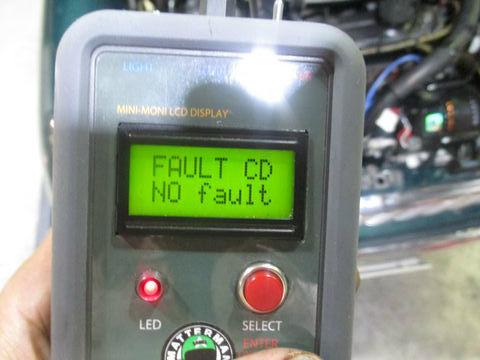 LIGHT
MINI-MONI LCD DISPLAY
FAULT CD
NO fault
LED
SELECT
ENTER